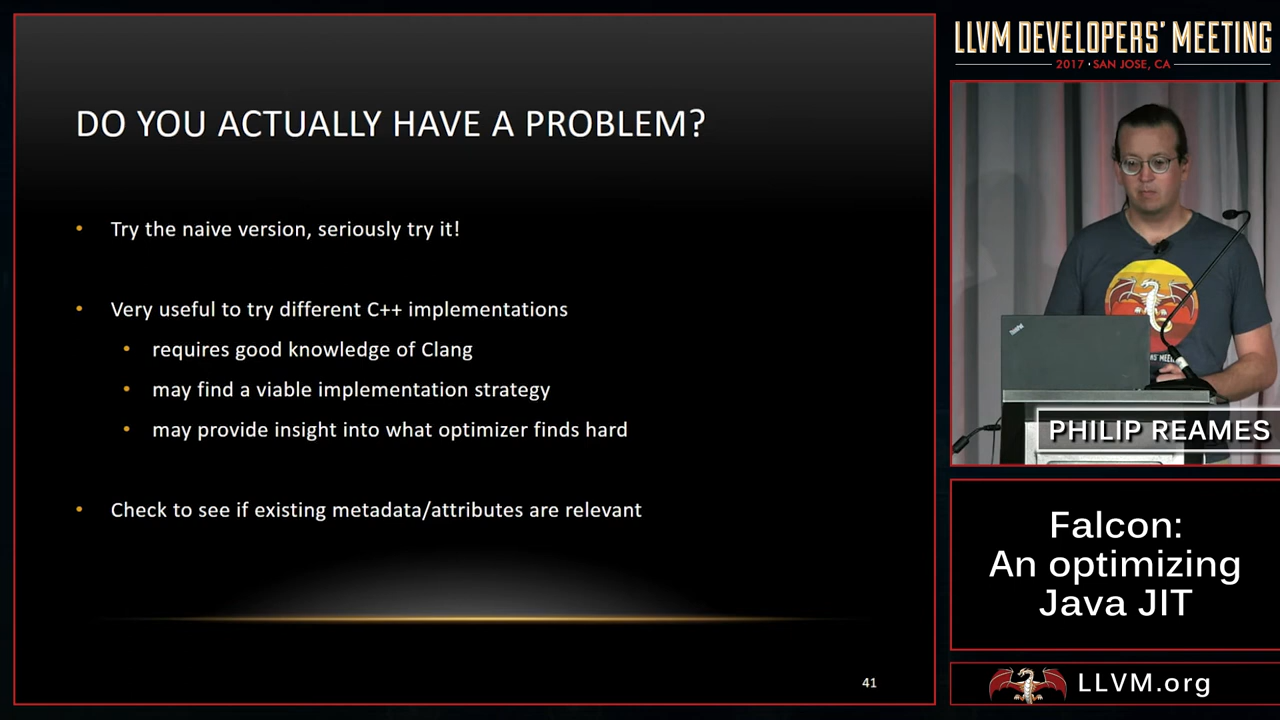 DO YOU ACTUALLY HAVE A PROBLEM?
• Try the naive version, seriously try it!
• Very useful to try different C++ implementations
• requires good knowledge of Clang
• may find a viable implementation strategy
• may provide insight into what optimizer finds hard
• Check to see if existing metadata/attributes are relevant
41
LLVM DEVELOPERS' MEETING
2017 • SAN JOSE, CA
ThinkPad
PHILIP REAMES
Falcon:
An optimizing
Java JIT
LLVM.org